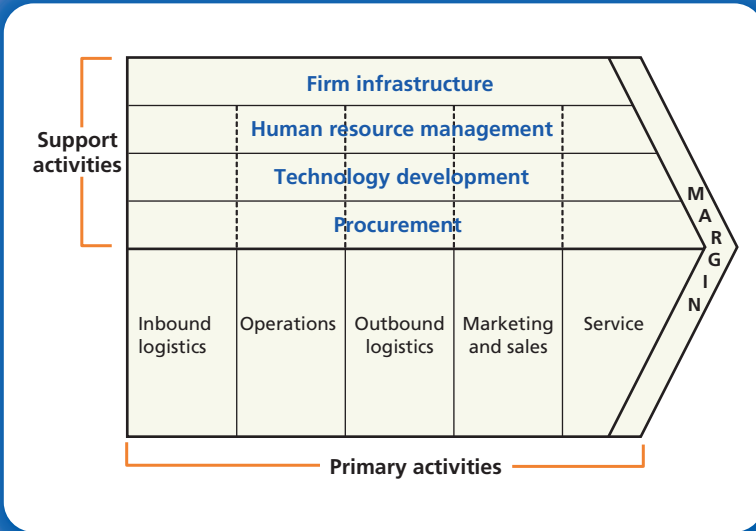 Firm infrastructure
Human resource management
Technology development
Procurement
Support
activities
MARGIN
Inbound
logistics
Operations
Outbound
logistics
Marketing
and sales
Service
Primary activities